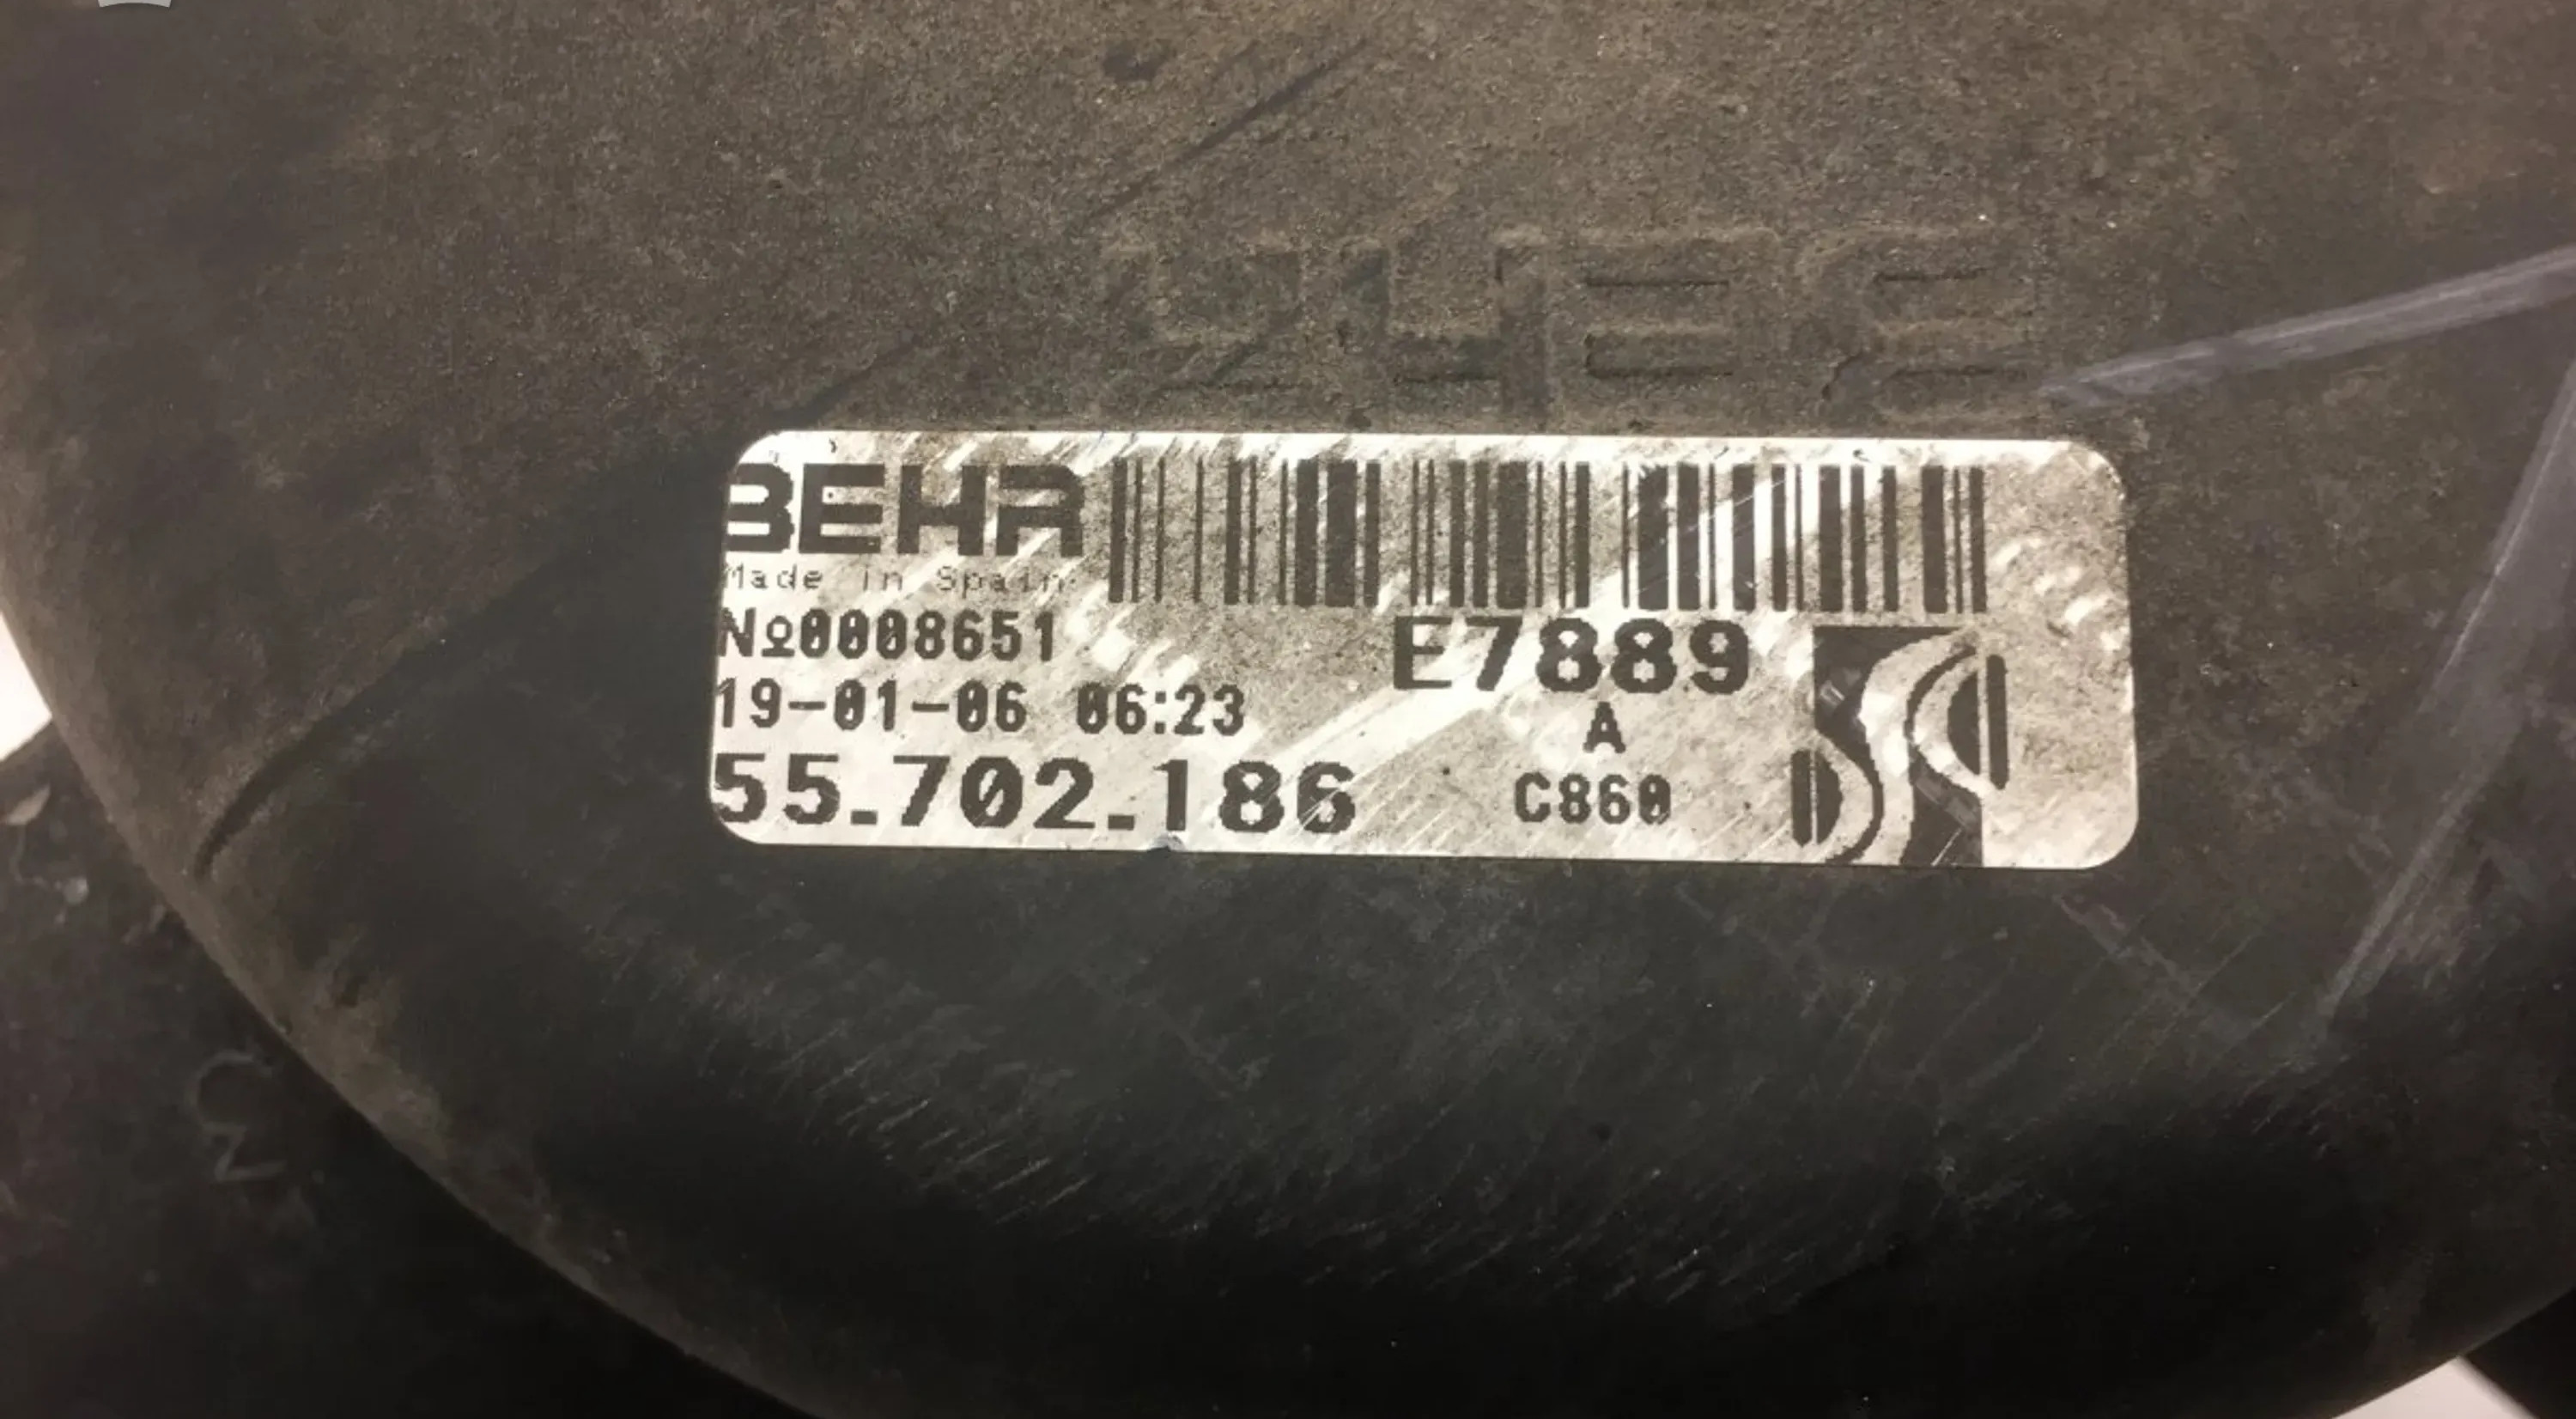 BEHR
Made in Spain
№0008651
19-01-06 06:23
55.702.186
E7889
A
C860